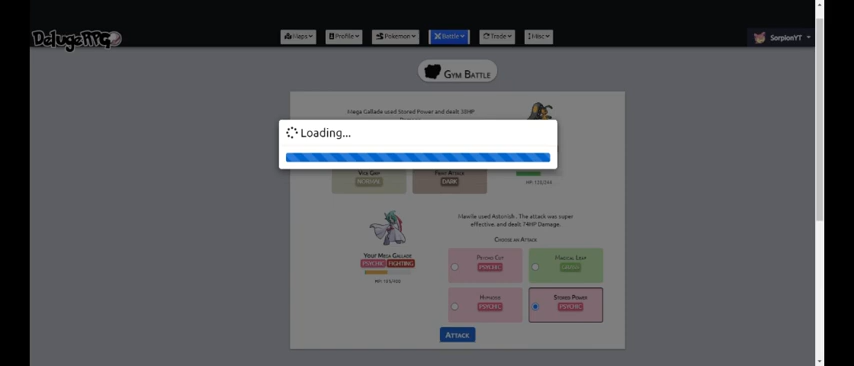 DelugeRPG
Maps
Profile
Pokemon
Battle
Trade
Misc
SorpionYT
Gym Battle
Mega Gallade used Stored Power and dealt 30HP
Loading...
Vice Grip
Feint Attack
NORMAL
DARK
Mawile used Astonish. The attack was super
effective, and dealt 74HP Damage.
Choose an Attack
Your Mega Gallade
PSYCHIC FIGHTING
Psycho Cut
PSYCHIC
Magical Leaf
GRASS
Hypnosis
PSYCHIC
Stored Power
PSYCHIC
Attack